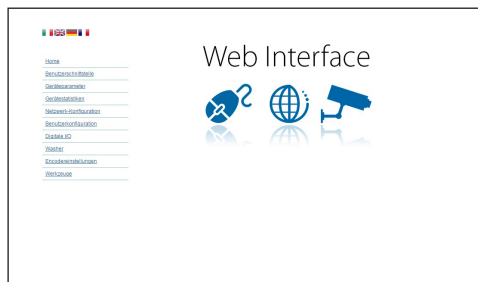 Web Interface
Home
Benutzerschnittstelle
Geräteparameter
Gerätestatistiken
Netzwerk-Konfiguration
Benutzerkonfiguration
Digitale I/O
Washer
Encodereinstellungen
Werkzeuge